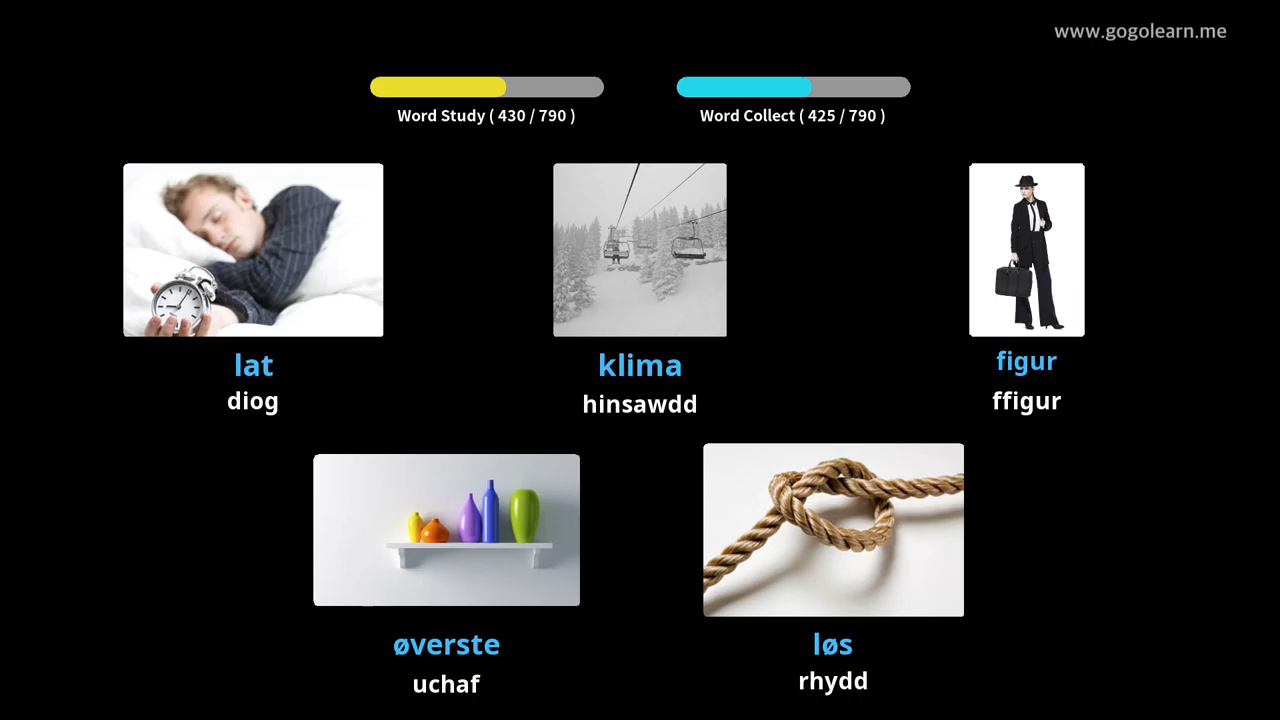 www.gogolearn.me
Word Study ( 430 / 790 )
Word Collect ( 425 / 790 )
lat
diog
klima
hinsawdd
figur
ffigur
øverste
uchaf
løs
rhydd